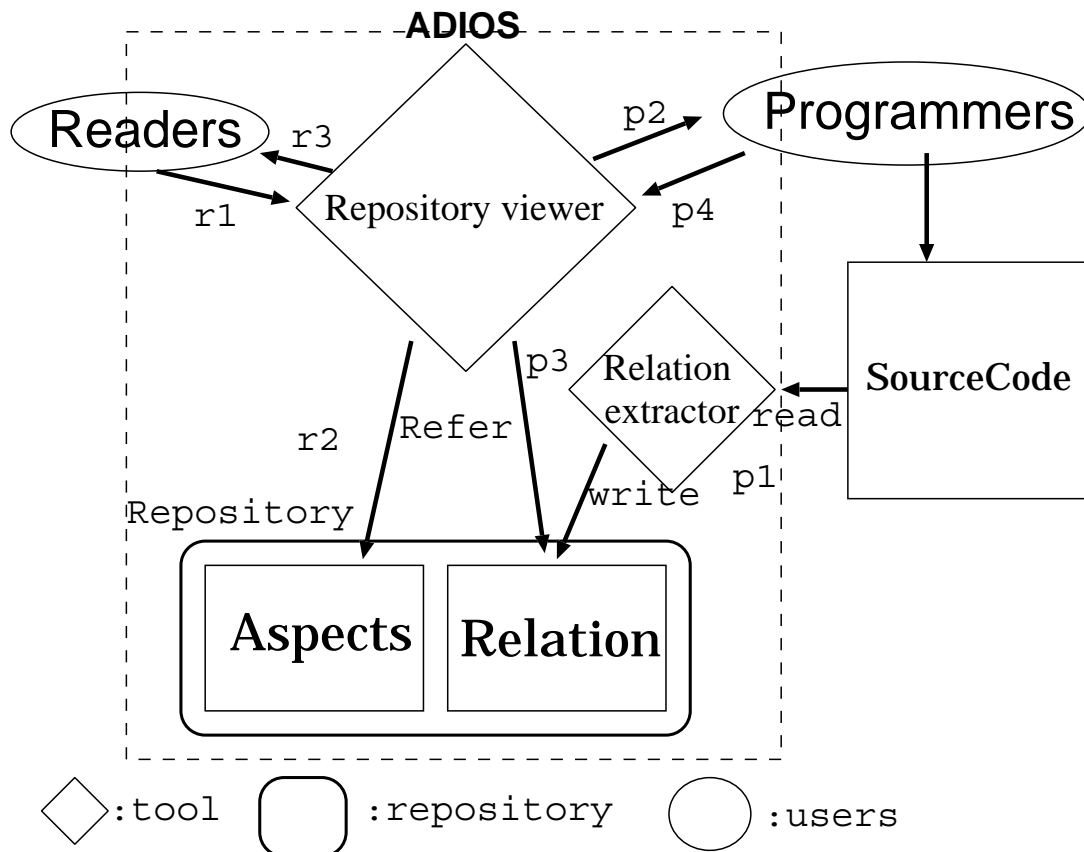 ADIOS
Readers
Programmers
r3
p2
r1
Repository viewer
p4
p3
Relation
extractor
SourceCode
r2
Refer
read
write
p1
Repository
Aspects
Relation
:tool
:repository
:users